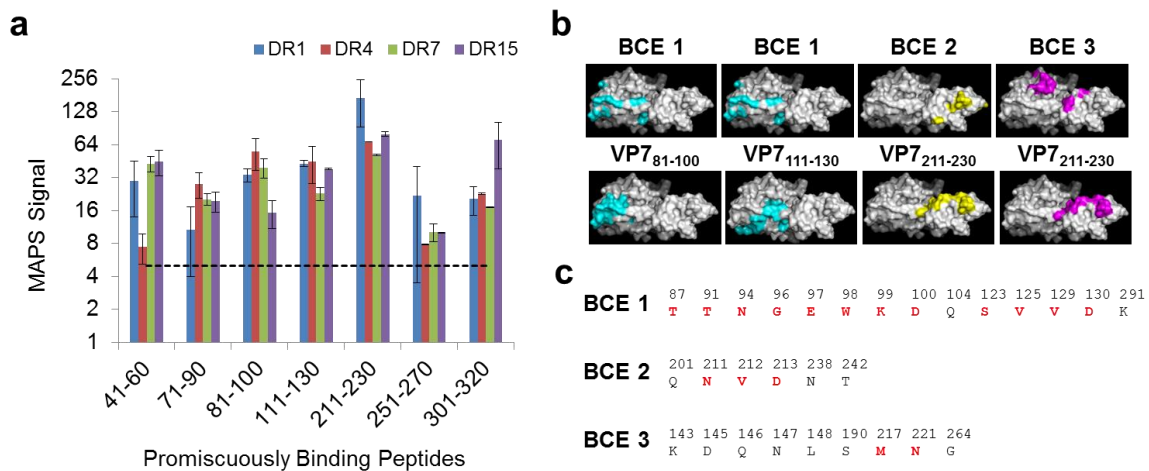 a
DR1 DR4 DR7 DR15
256
128
64
32
16
8
4
2
1
MAPS Signal
41-60 71-90 81-100 111-130 211-230 251-270 301-320
Promiscuously Binding Peptides
b
BCE 1 BCE 1 BCE 2 BCE 3
VP781-100 VP7111-130 VP7211-230 VP7211-230
c
87 91 94 96 97 98 99 100 104 123 125 129 130 291
BCE 1 T T N G E W K D Q S V V D K
201 211 212 213 238 242
BCE 2 Q N V D N T
143 145 146 147 148 190 217 221 264
BCE 3 K D Q N L S M N G